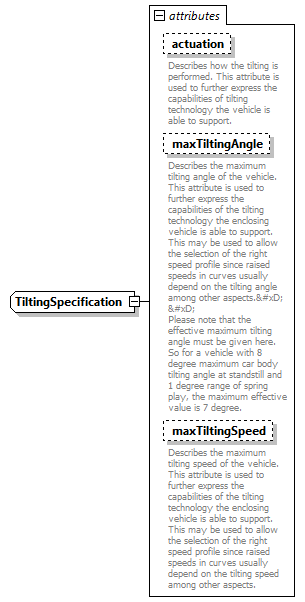 attributes
actuation
Describes how the tilting is
performed. This attribute is
used to further express the
capabilities of tilting
technology the vehicle is
able to support.
maxTiltingAngle
Describes the maximum
tilting angle of the vehicle.
This attribute is used to
further express the
capabilities of the tilting
technology the enclosing
vehicle is able to support.
This may be used to allow
the selection of the right
speed profile since raised
speeds in curves usually
depend on the tilting angle
among other aspects.&#xD;
&#xD;
Please note that the
effective maximum tilting
angle must be given here.
So for a vehicle with 8
degree maximum car body
tilting angle at standstill and
1 degree range of spring
play, the maximum effective
value is 7 degree.
TiltingSpecification
maxTiltingSpeed
Describes the maximum
tilting speed of the vehicle.
This attribute is used to
further express the
capabilities of the tilting
technology the enclosing
vehicle is able to support.
This may be used to allow
the selection of the right
speed profile since raised
speeds in curves usually
depend on the tilting speed
among other aspects.